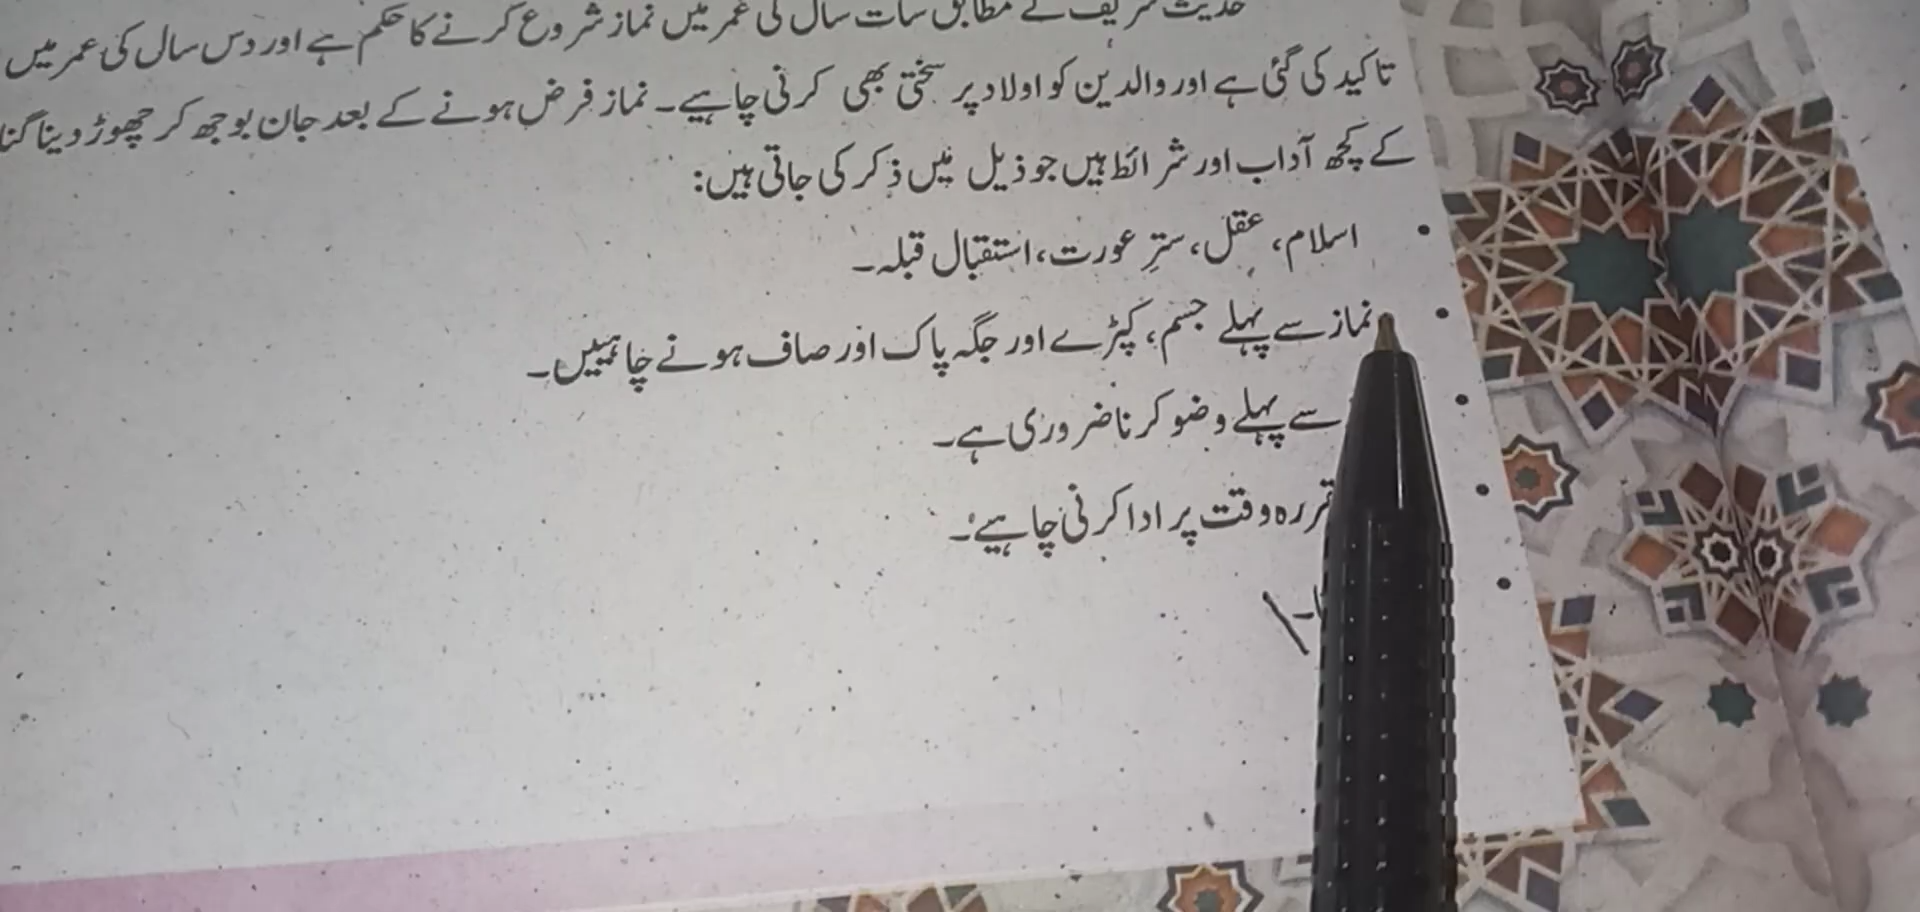 حدیث شریف کے مطابق سات سال کی عمر میں نماز شروع کرنے کا حکم ہے اور دس سال کی عمر میں
تاکید کی گئی ہے اور والدین کو اولاد پر سختی بھی کرنی چاہیے۔ نماز فرض ہونے کے بعد جان بوجھ کر چھوڑ دینا
کے کچھ آداب اور شرائط ہیں جو ذیل میں ذکر کی جاتی ہیں:
• اسلام، عقل، سترِ عورت، استقبال قبلہ۔
• نماز سے پہلے جسم، کپڑے اور جگہ پاک اور صاف ہونے چاہییں۔
• سے پہلے وضو کرنا ضروری ہے۔
• وقت پر ادا کرنی چاہیے۔
•